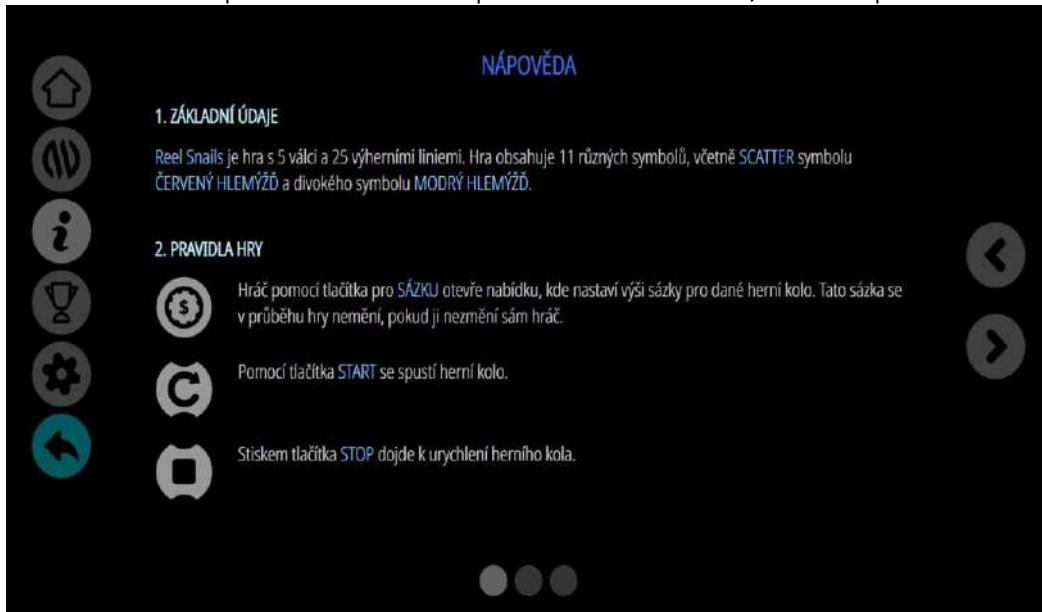 NÁPOVĚDA
1. ZÁKLADNÍ ÚDAJE
Reel Snails je hra s 5 válci a 25 výherními liniemi. Hra obsahuje 11 různých symbolů, včetně SCATTER symbolu
ČERVENÝ HLEMÝŽĎ a divokého symbolu MODRÝ HLEMÝŽĎ.
2. PRAVIDLA HRY
Hráč pomocí tlačítka pro SÁZKU otevře nabídku, kde nastaví výši sázky pro dané herní kolo. Tato sázka se
v průběhu hry nemění, pokud ji nezmění sám hráč.
Pomocí tlačítka START se spustí herní kolo.
Stiskem tlačítka STOP dojde k urychlení herního kola.